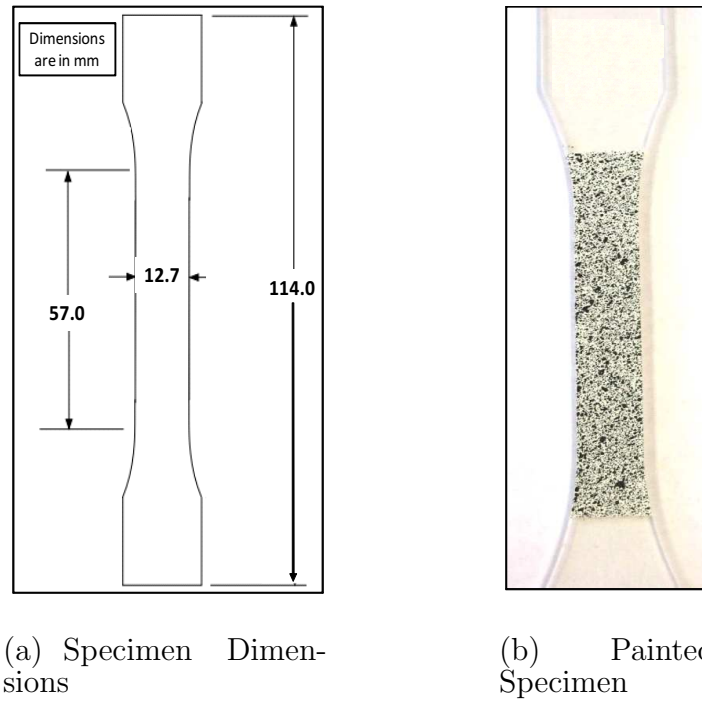 Dimensions
are in mm
12.7
57.0
114.0
(a) Specimen Dimen-
sions
(b) Painted
Specimen